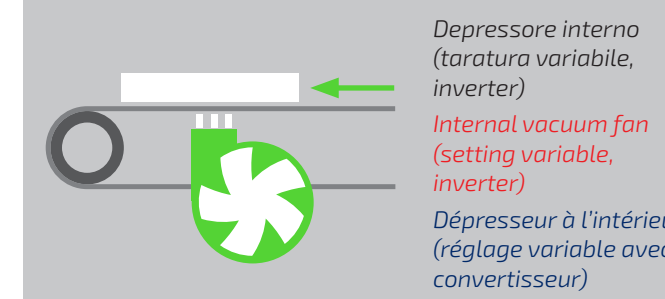 Depressore interno
(taratura variabile,
inverter)
Internal vacuum fan
(setting variable,
inverter)
Dépresseur à l'intérieu
(réglage variable avec
convertisseur)